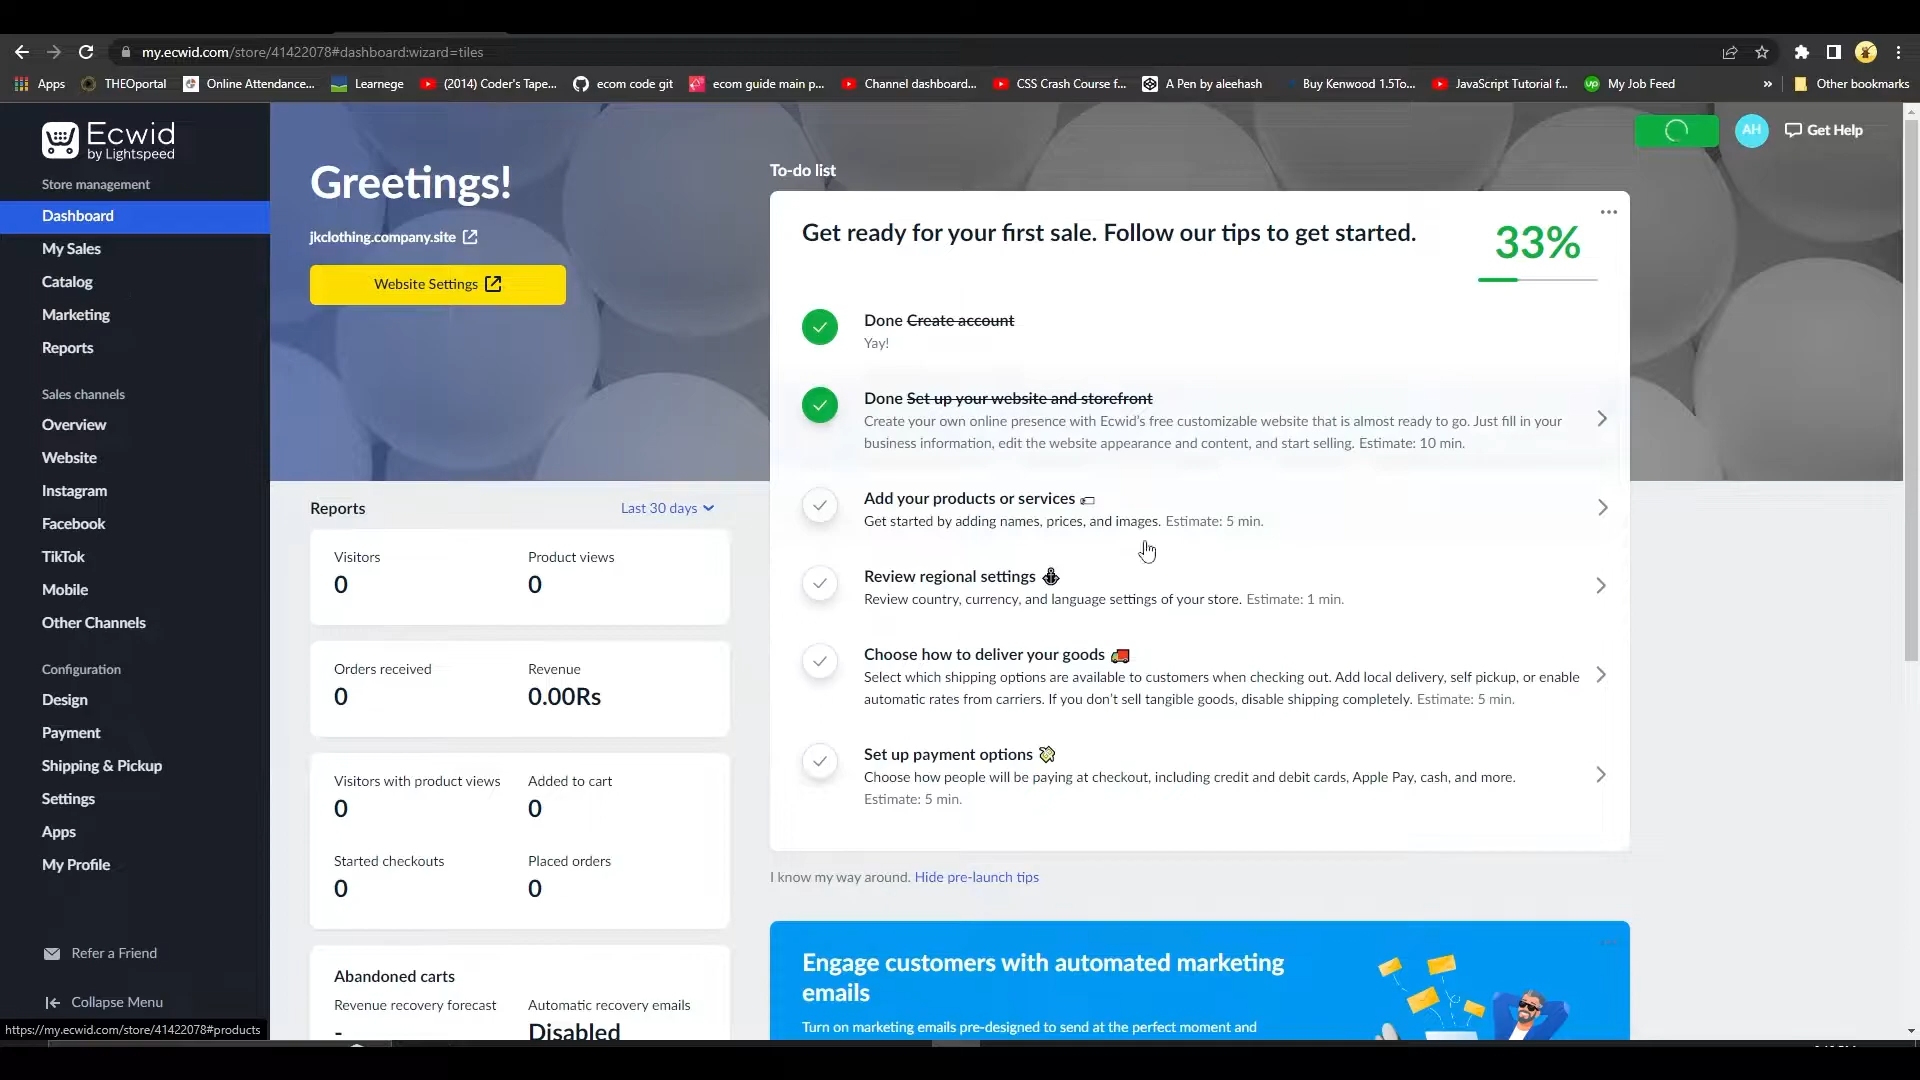 my.ecwid.com/store/41422078#dashboard:wizard=tiles
Apps
THEOportal
Online Attendance...
Learnege
(2014) Coder's Tape...
ecom code git
ecom guide main p...
Channel dashboard...
CSS Crash Course f...
A Pen by aleehash
Buy Kenwood 1.5To...
JavaScript Tutorial f...
My Job Feed
»
Other bookmarks
Ecwid
by Lightspeed
Store management
Dashboard
My Sales
Catalog
Marketing
Reports
Sales channels
Overview
Website
Instagram
Facebook
TikTok
Mobile
Other Channels
Configuration
Design
Payment
Shipping & Pickup
Settings
Apps
My Profile
Refer a Friend
Collapse Menu
https://my.ecwid.com/store/41422078#products
AH
Get Help
Greetings!
jkclothing.company.site
Website Settings
Reports
Last 30 days
Visitors
0
Product views
0
Orders received
0
Revenue
0.00Rs
Visitors with product views
0
Added to cart
0
Started checkouts
0
Placed orders
0
Abandoned carts
Revenue recovery forecast
-
Automatic recovery emails
Disabled
To-do list
Get ready for your first sale. Follow our tips to get started.
33%
Done Create account
Yay!
Done Set up your website and storefront
Create your own online presence with Ecwid's free customizable website that is almost ready to go. Just fill in your
business information, edit the website appearance and content, and start selling. Estimate: 10 min.
Add your products or services
Get started by adding names, prices, and images. Estimate: 5 min.
Review regional settings
Review country, currency, and language settings of your store. Estimate: 1 min.
Choose how to deliver your goods
Select which shipping options are available to customers when checking out. Add local delivery, self pickup, or enable
automatic rates from carriers. If you don't sell tangible goods, disable shipping completely. Estimate: 5 min.
Set up payment options
Choose how people will be paying at checkout, including credit and debit cards, Apple Pay, cash, and more.
Estimate: 5 min.
I know my way around. Hide pre-launch tips
Engage customers with automated marketing
emails
Turn on marketing emails pre-designed to send at the perfect moment and